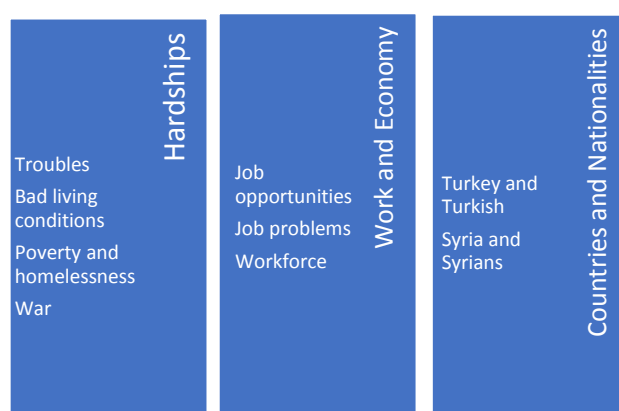 Hardships
Troubles
Bad living
conditions
Poverty and
homelessness
War
Work and Economy
Job
opportunities
Job problems
Workforce
Countries and Nationalities
Turkey and
Turkish
Syria and
Syrians